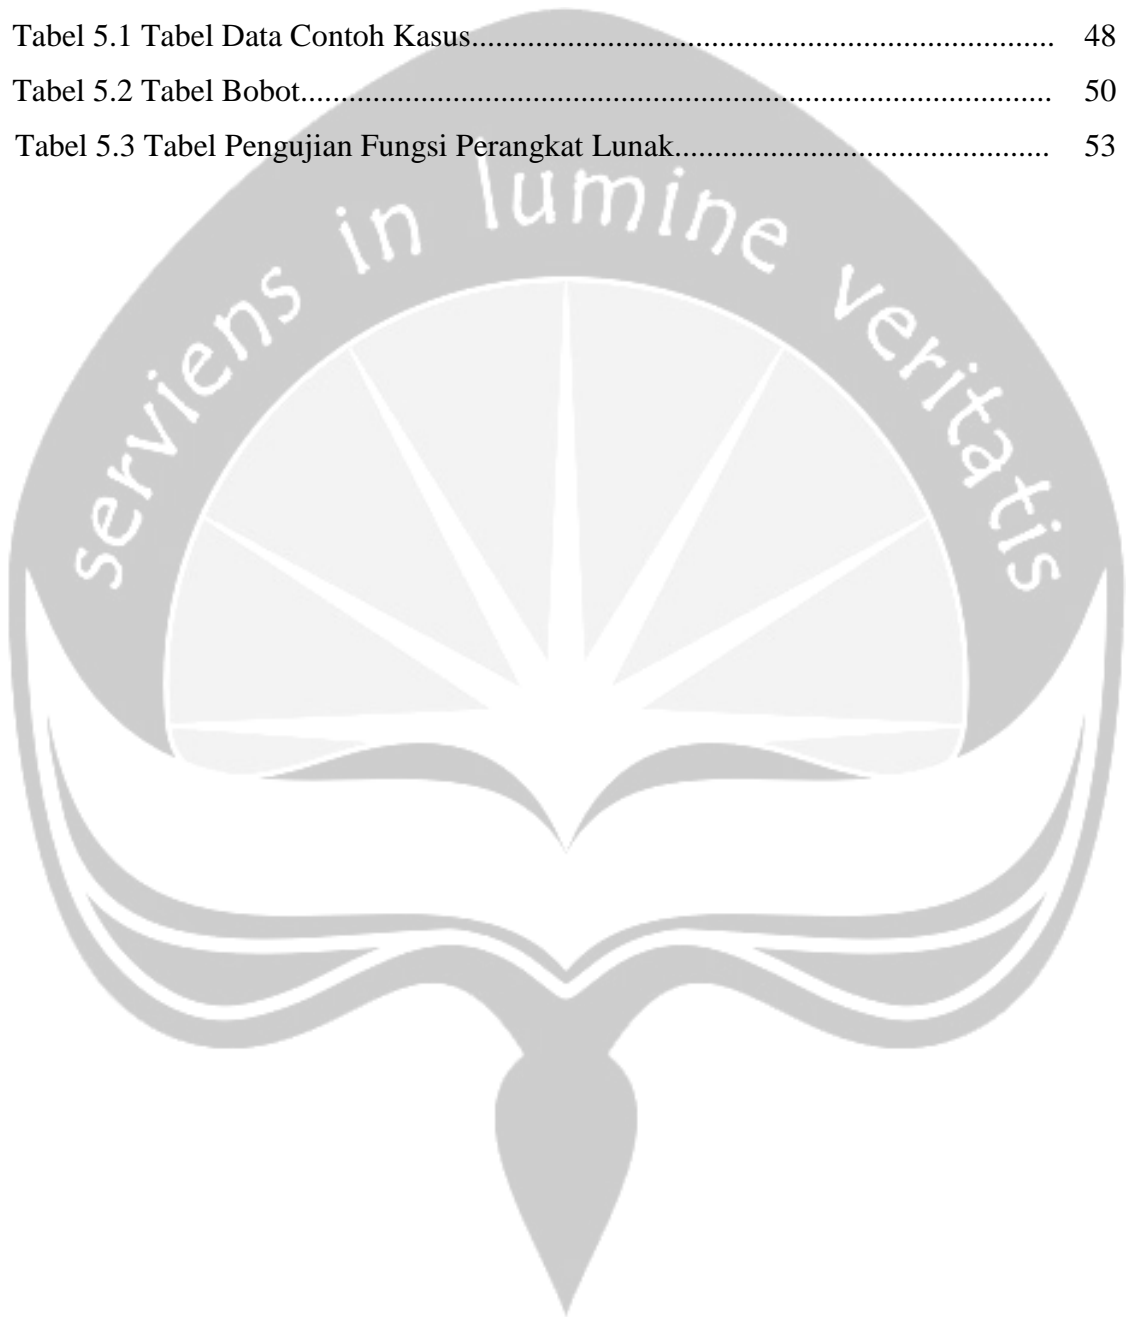 Tabel 5.1 Tabel Data Contoh Kasus........................................................................ 48
Tabel 5.2 Tabel Bobot............................................................................................. 50
Tabel 5.3 Tabel Pengujian Fungsi Perangkat Lunak.............................................. 53
serviens in lumine veritatis